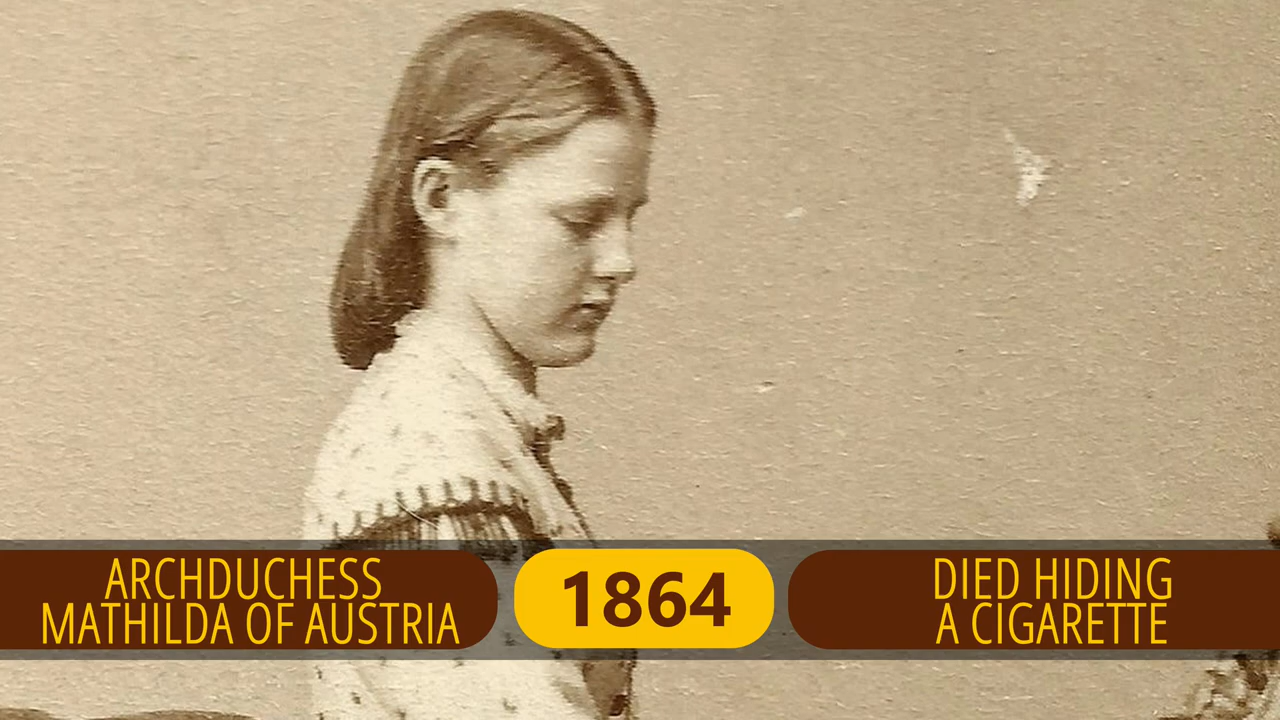 ARCHDUCHESS
MATHILDA OF AUSTRIA
1864
DIED HIDING
A CIGARETTE